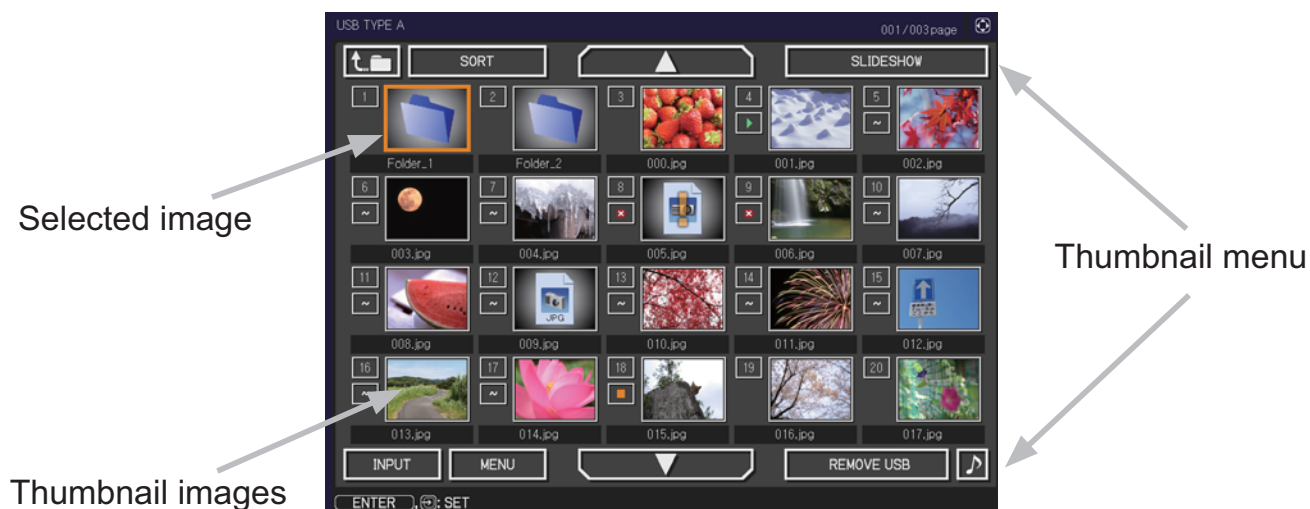 USB TYPE A
001/003page
SORT
SLIDESHOW
1 2 3 4 5
~
Folder_1 Folder_2 000.jpg 001.jpg 002.jpg
6 7 8 9 10
~ ~ ~
003.jpg 004.jpg 005.jpg 006.jpg 007.jpg
Selected image
Thumbnail menu
11 12 13 14 15
~ ~ ~ ~ ~
JPG
008.jpg 009.jpg 010.jpg 011.jpg 012.jpg
16 17 18 19 20
~ ~
013.jpg 014.jpg 015.jpg 016.jpg 017.jpg
INPUT MENU REMOVE USB
Thumbnail images
ENTER , : SET